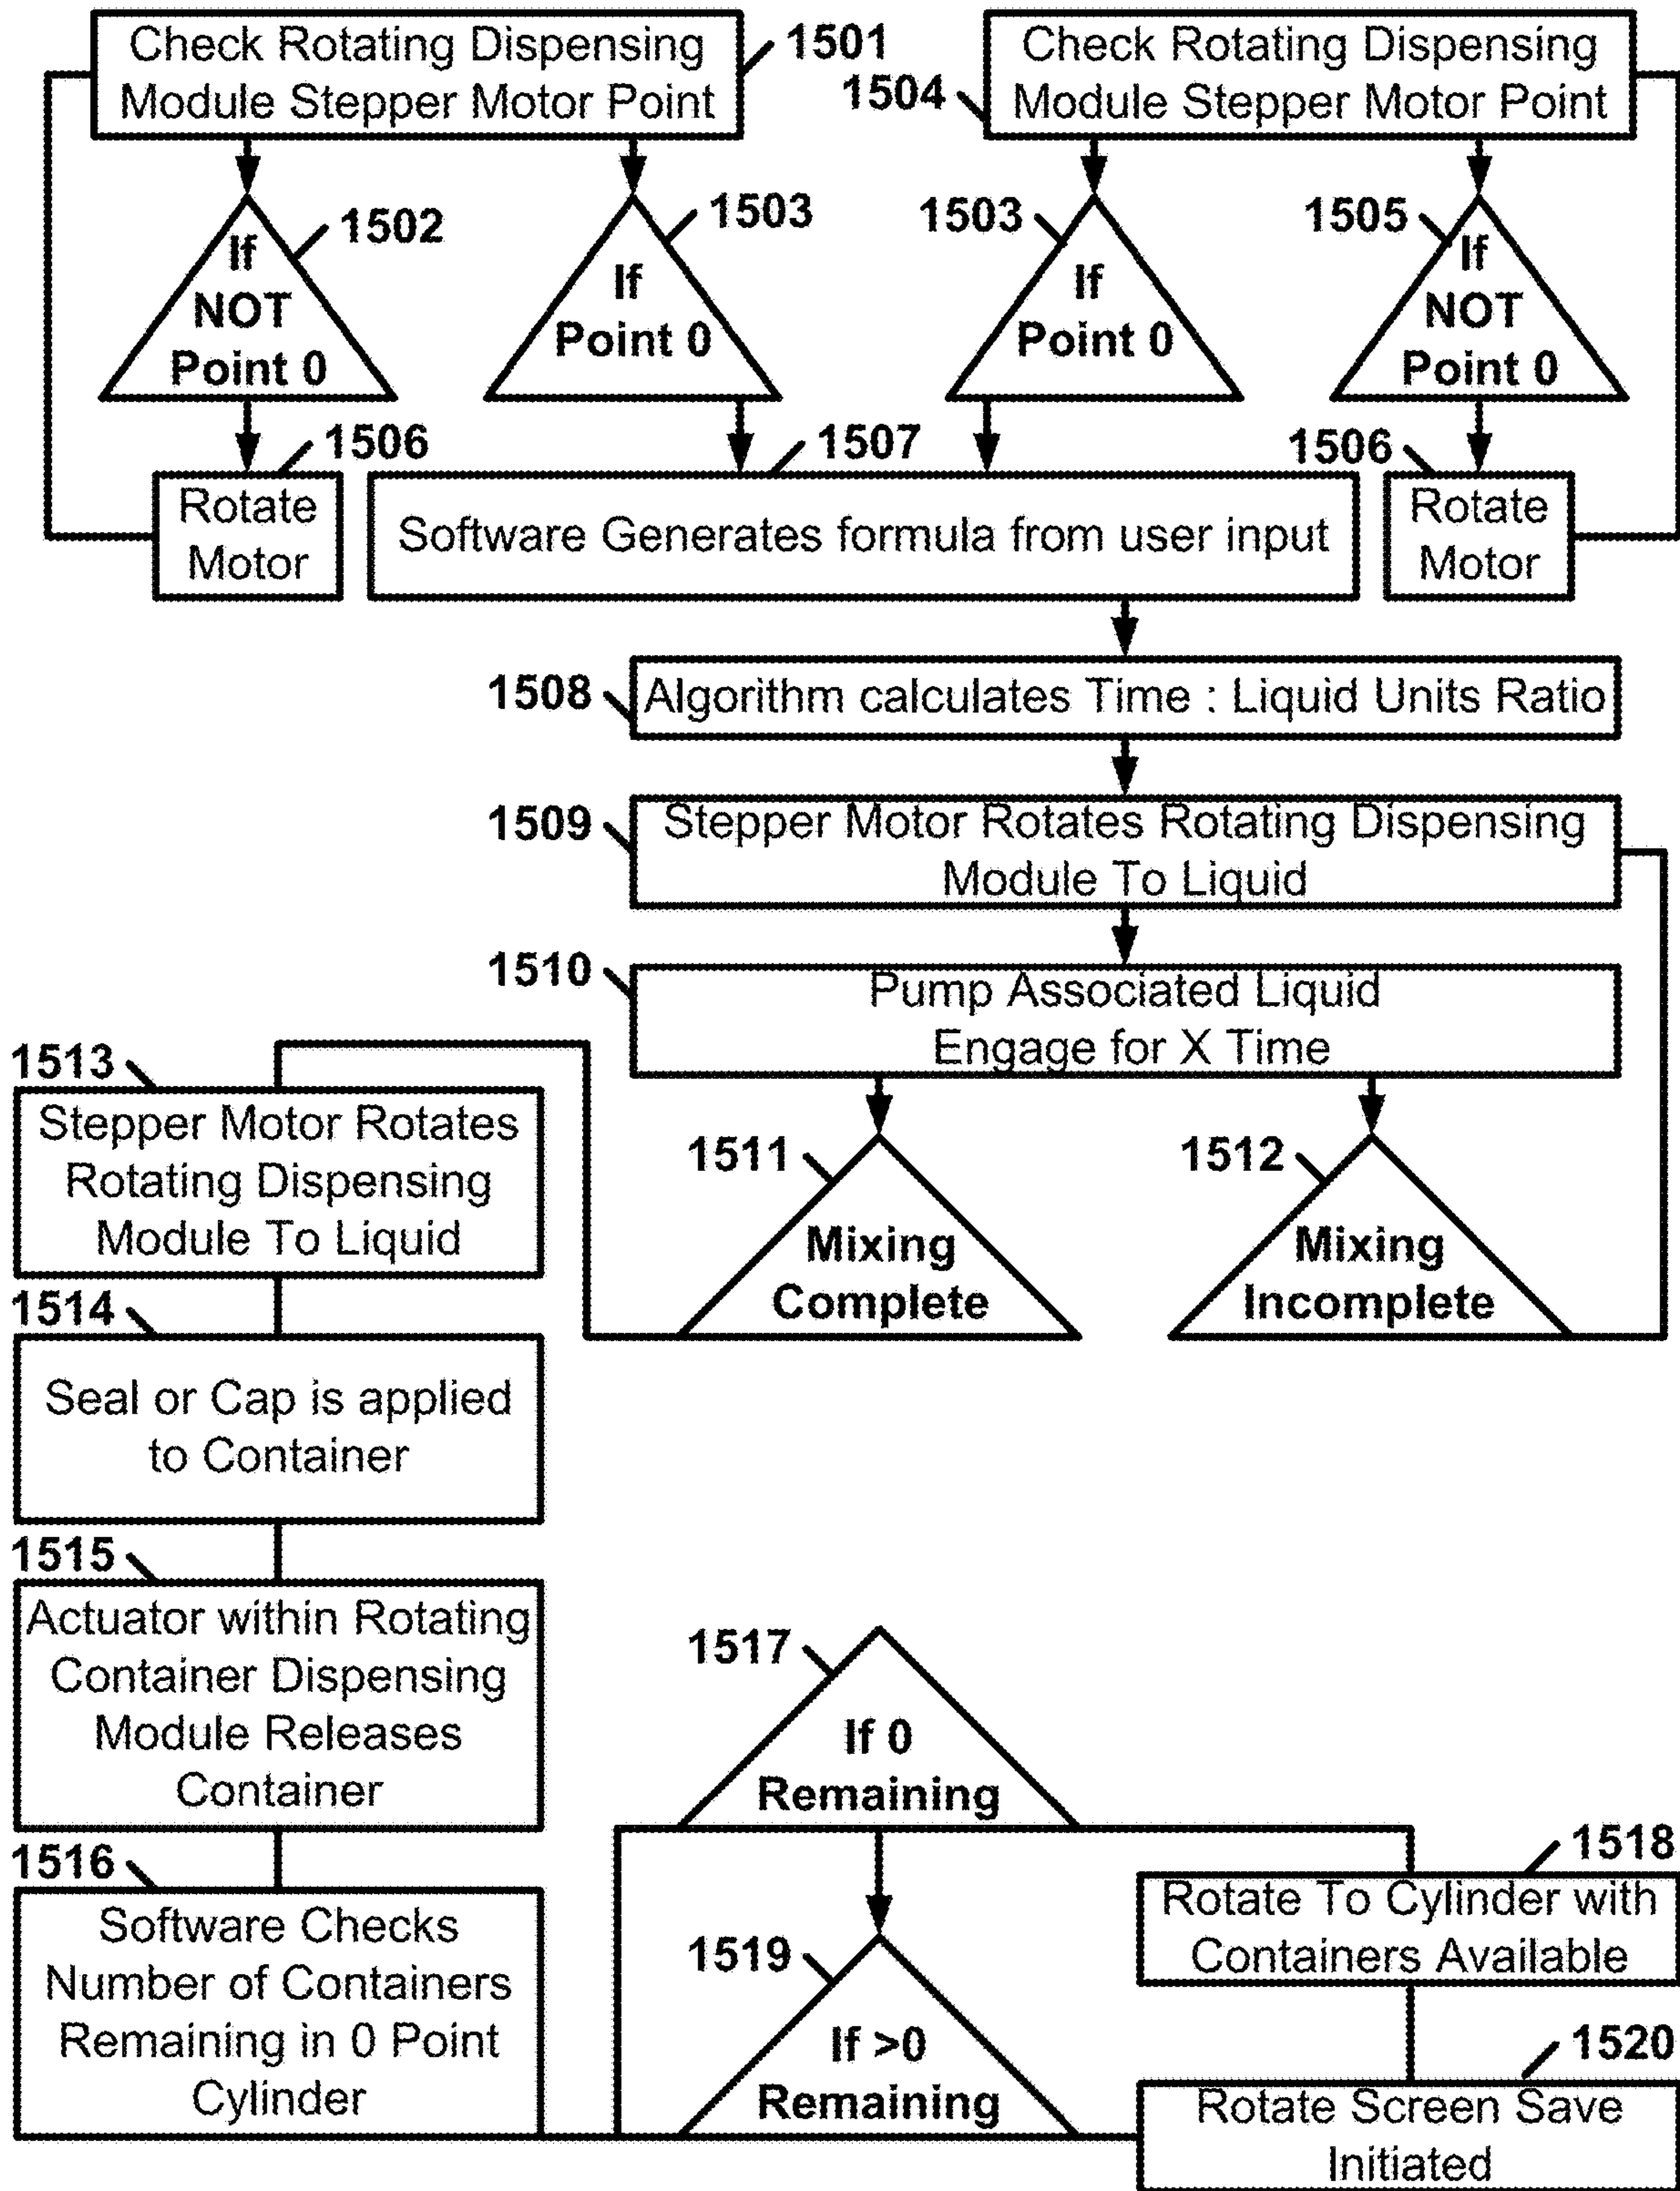 Check Rotating Dispensing
Module Stepper Motor Point
1501
1504
Check Rotating Dispensing
Module Stepper Motor Point
If
NOT
Point 0
1502
If
Point 0
1503
1503
If
Point 0
1505
If
NOT
Point 0
1506
Rotate
Motor
1507
Software Generates formula from user input
1506
Rotate
Motor
1508
Algorithm calculates Time : Liquid Units Ratio
1509
Stepper Motor Rotates Rotating Dispensing
Module To Liquid
1510
Pump Associated Liquid
Engage for X Time
1511
Mixing
Complete
1512
Mixing
Incomplete
1513
Stepper Motor Rotates
Rotating Dispensing
Module To Liquid
1514
Seal or Cap is applied
to Container
1515
Actuator within Rotating
Container Dispensing
Module Releases
Container
1516
Software Checks
Number of Containers
Remaining in 0 Point
Cylinder
1517
If 0
Remaining
1518
Rotate To Cylinder with
Containers Available
1519
If >0
Remaining
1520
Rotate Screen Save
Initiated